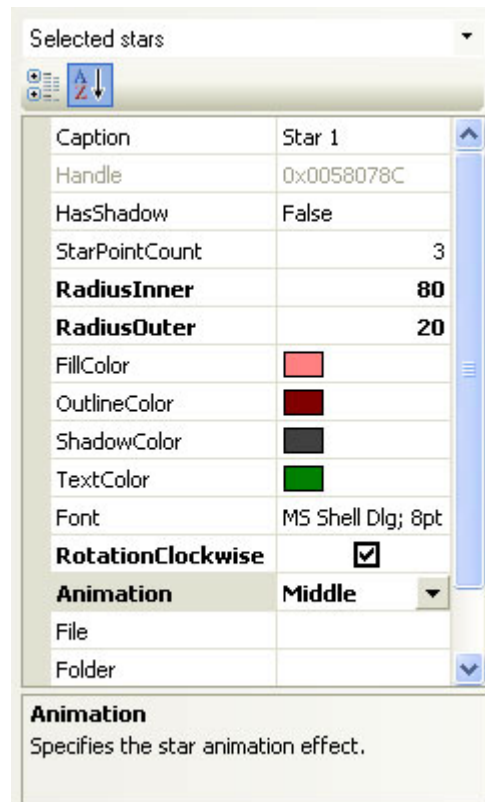 Selected stars
A
Z
Caption Star 1
Handle 0x0058078C
HasShadow False
StarPointCount 3
RadiusInner 80
RadiusOuter 20
FillColor
OutlineColor
ShadowColor
TextColor
Font MS Shell Dlg; 8pt
RotationClockwise
Animation Middle
File
Folder
Animation
Specifies the star animation effect.